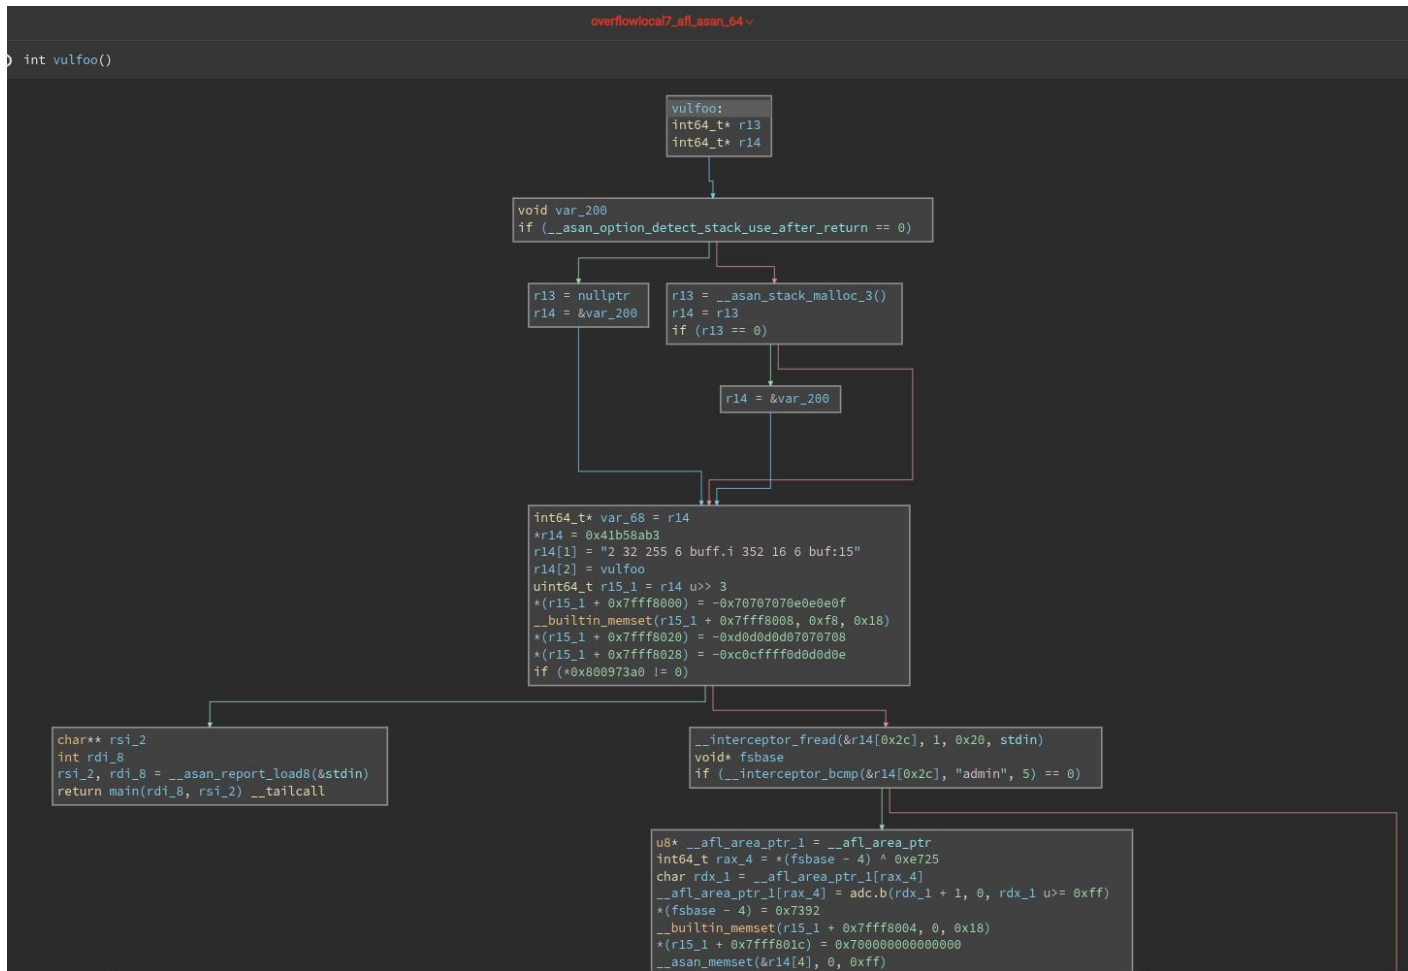 overflowlocal7_afl_asan_64
int vulfoo()
vulfoo:
int64_t* r13
int64_t* r14
void var_200
if (__asan_option_detect_stack_use_after_return == 0)
r13 = nullptr
r14 = &var_200
r13 = __asan_stack_malloc_3()
r14 = r13
if (r13 == 0)
r14 = &var_200
int64_t* var_68 = r14
*r14 = 0x41b58ab3
r14[1] = "2 32 255 6 buff.i 352 16 6 buf:15"
r14[2] = vulfoo
uint64_t r15_1 = r14 u>> 3
*(r15_1 + 0x7fff8000) = -0x70707070e0e0e0f
__builtin_memset(r15_1 + 0x7fff8008, 0xf8, 0x18)
*(r15_1 + 0x7fff8020) = -0xd0d0d0d07070708
*(r15_1 + 0x7fff8028) = -0xc0cffff0d0d0d0e
if (*0x800973a0 != 0)
char** rsi_2
int rdi_8
rsi_2, rdi_8 = __asan_report_load8(&stdin)
return main(rdi_8, rsi_2) __tailcall
__interceptor_fread(&r14[0x2c], 1, 0x20, stdin)
void* fsbase
if (__interceptor_bcmp(&r14[0x2c], "admin", 5) == 0)
u8* __afl_area_ptr_1 = __afl_area_ptr
int64_t rax_4 = *(fsbase - 4) ^ 0xe725
char rdx_1 = __afl_area_ptr_1[rax_4]
__afl_area_ptr_1[rax_4] = adc.b(rdx_1 + 1, 0, rdx_1 u>= 0xff)
*(fsbase - 4) = 0x7392
__builtin_memset(r15_1 + 0x7fff8004, 0, 0x18)
*(r15_1 + 0x7fff801c) = 0x700000000000000
__asan_memset(&r14[4], 0, 0xff)